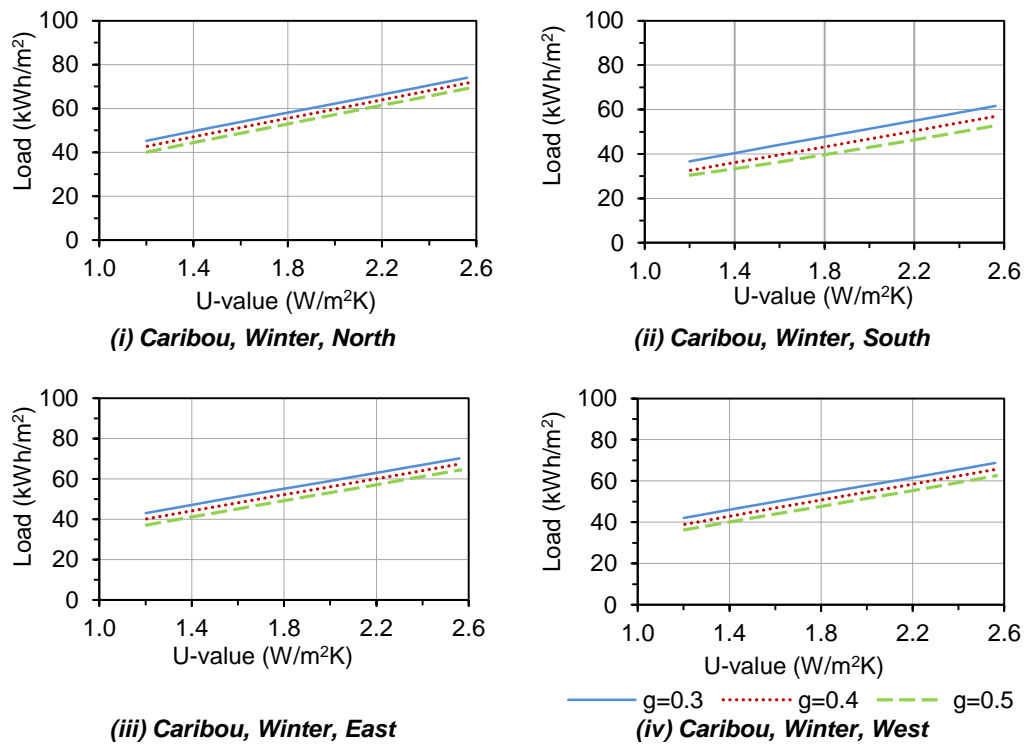 Load (kWh/m²)
100
80
60
40
20
0
1.0 1.4 1.8 2.2 2.6
U-value (W/m²K)
(i) Caribou, Winter, North
Load (kWh/m²)
100
80
60
40
20
0
1.0 1.4 1.8 2.2 2.6
U-value (W/m²K)
(ii) Caribou, Winter, South
Load (kWh/m²)
100
80
60
40
20
0
1.0 1.4 1.8 2.2 2.6
U-value (W/m²K)
(iii) Caribou, Winter, East
Load (kWh/m²)
100
80
60
40
20
0
1.0 1.4 1.8 2.2 2.6
U-value (W/m²K)
g=0.3 g=0.4 g=0.5
(iv) Caribou, Winter, West